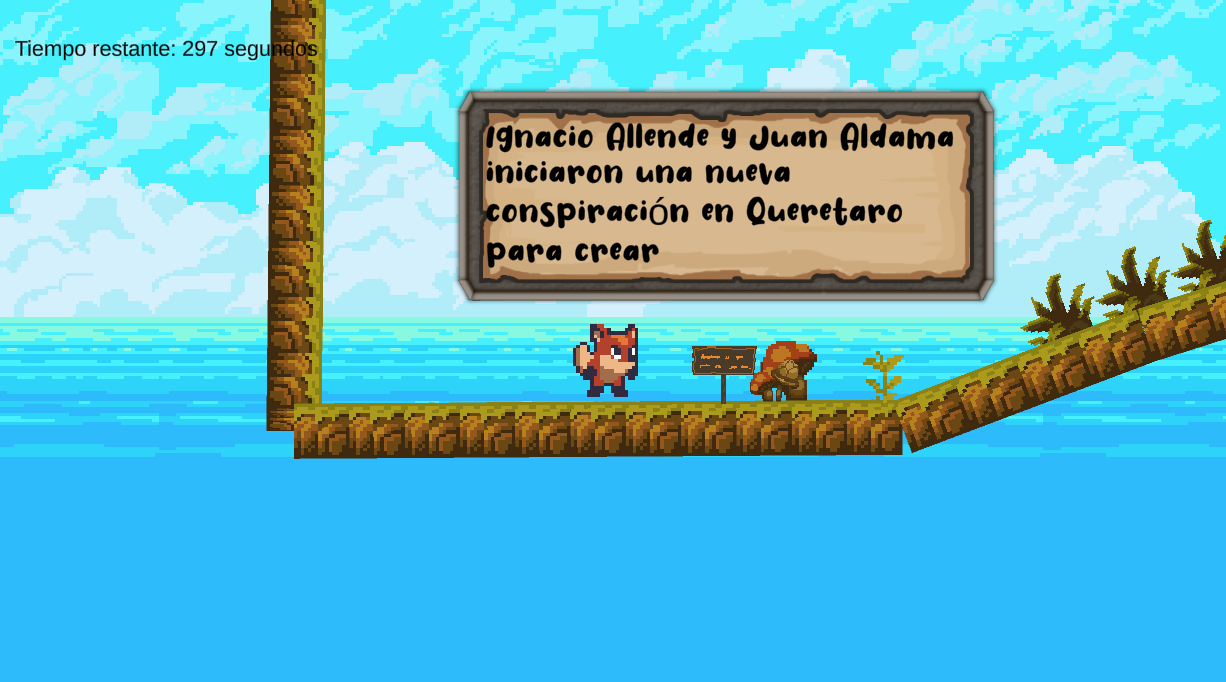 Tiempo restante: 297 segundos
Ignacio Allende y Juan Aldama
iniciaron una nueva
conspiración en Queretaro
para crear